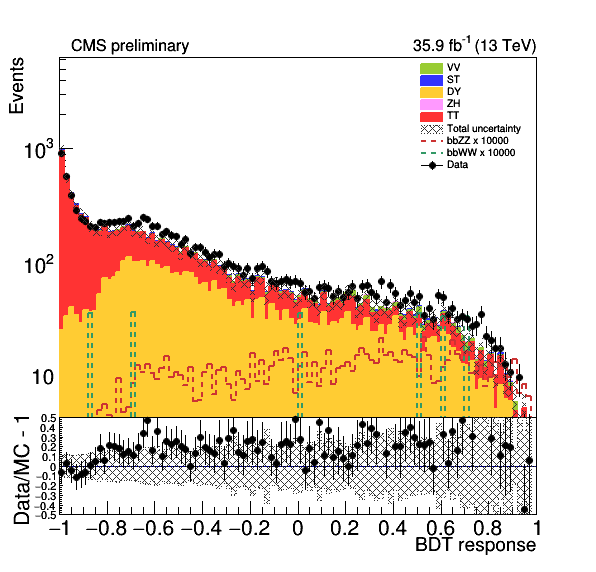 CMS preliminary 35.9 fb⁻¹ (13 TeV)
Events
VV
ST
DY
ZH
TT
Total uncertainty
bbZZ x 10000
bbWW x 10000
Data
10³
10²
10
Data/MC - 1
0.5
0.4
0.3
0.2
0.1
0
−0.1
−0.2
−0.3
−0.4
−0.5
−1 −0.8 −0.6 −0.4 −0.2 0 0.2 0.4 0.6 0.8 1
BDT response